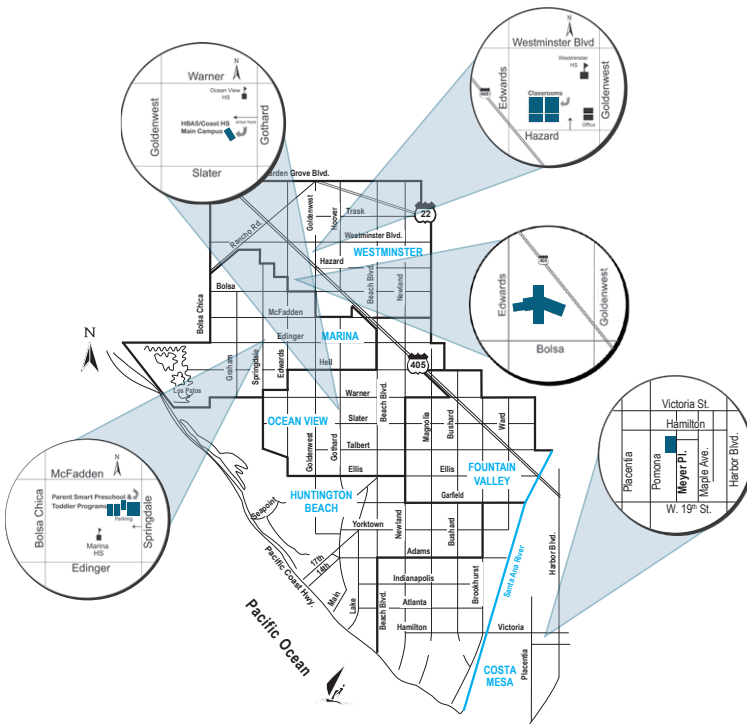 Westminster Blvd
N
Westminster
HS
Edwards
Goldenwest
405
Classrooms
Office
Hazard
N
Warner
Ocean View
HS
Goldenwest
Gothard
HBAS/Coast HS
Main Campus
enter here
Slater
arden Grove Blvd.
Goldenwest
Hoover
Trask
22
Rancho Rd.
Westminster Blvd.
WESTMINSTER
Hazard
Beach Blvd.
Newland
Bolsa
Bolsa Chica
McFadden
Edinger
MARINA
Graham
Springdale
Edwards
Heil
405
N
Los Patos
Warner
Beach Blvd.
OCEAN VIEW
Slater
Magnolia
Bushard
Ward
Goldenwest
Gothard
Talbert
Ellis
Ellis
FOUNTAIN
VALLEY
HUNTINGTON
BEACH
Garfield
Seapoint
Yorktown
Newland
Bushard
Adams
17th
14th
Pacific Coast Hwy.
Indianapolis
Brookhurst
Santa Ana River
Harbor Blvd.
Main
Lake
Beach Blvd.
Atlanta
Hamilton
Victoria
Pacific Ocean
COSTA
MESA
Placentia
405
Edwards
Goldenwest
Bolsa
Victoria St.
Hamilton
Placentia
Pomona
Meyer Pl.
Maple Ave.
Harbor Blvd.
W. 19th St.
N
McFadden
Bolsa Chica
Parent Smart Preschool &
Toddler Programs
Parking
Springdale
Marina
HS
Edinger